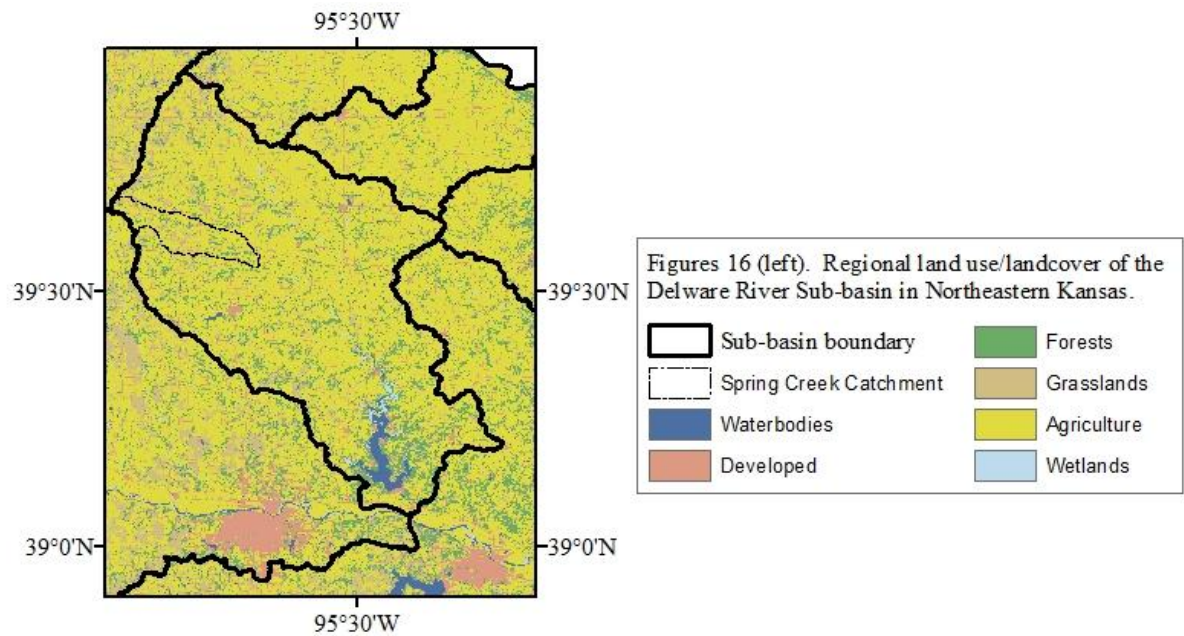 95°30'W
39°30'N
39°30'N
39°0'N
39°0'N
95°30'W
Figures 16 (left). Regional land use/landcover of the
Delware River Sub-basin in Northeastern Kansas.
Sub-basin boundary
Spring Creek Catchment
Waterbodies
Developed
Forests
Grasslands
Agriculture
Wetlands